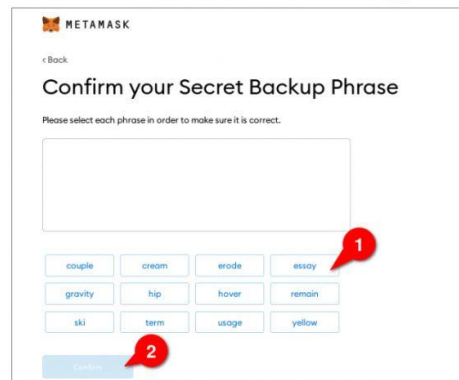 METAMASK
< Back
Confirm your Secret Backup Phrase
Please select each phrase in order to make sure it is correct.
1
couple cream erode essay
gravity hip hover remain
ski term usage yellow
2
Confirm